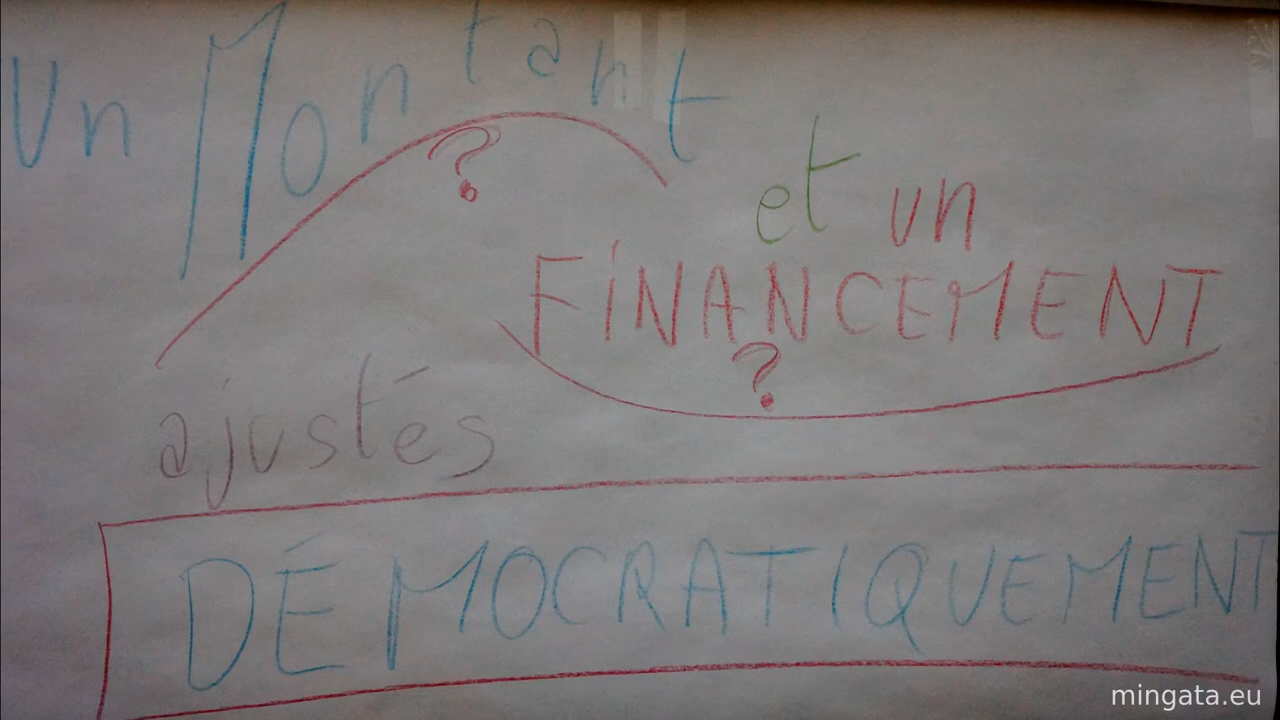 Un Montant
?
et un
FINANCEMENT
?
ajustés
DÉMOCRATIQUEMENT
mingata.eu